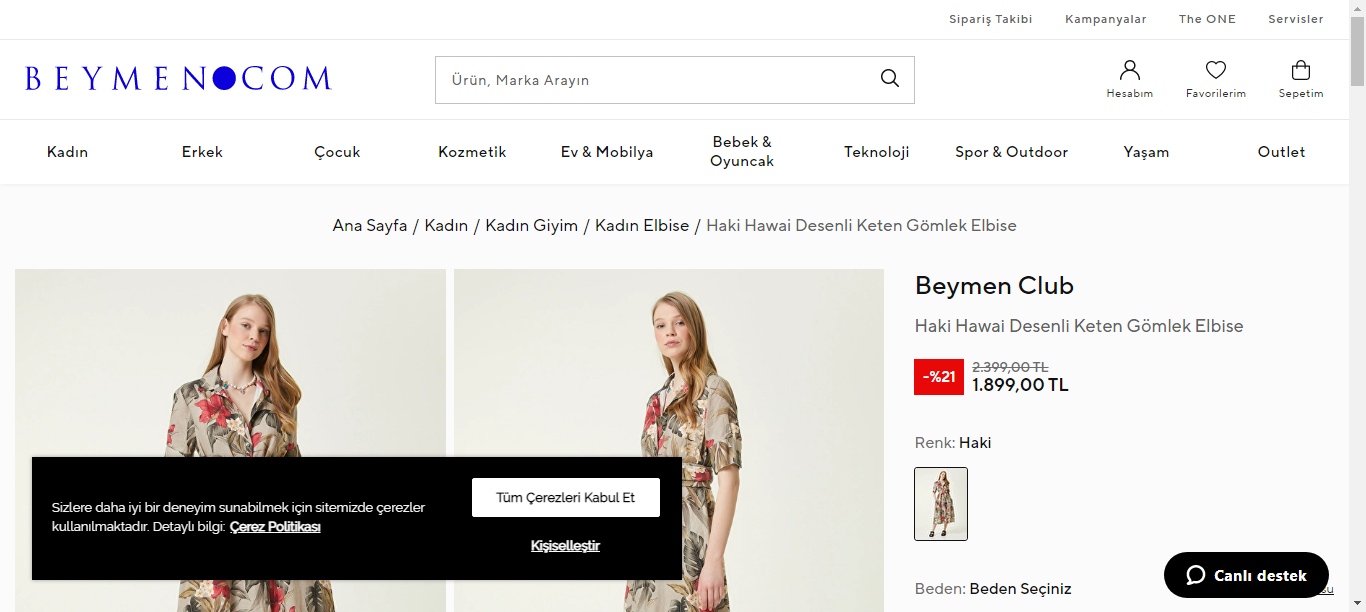 Sipariş Takibi Kampanyalar The ONE Servisler
BEYMEN COM
Ürün, Marka Arayın
Hesabım Favorilerim Sepetim
Kadın Erkek Çocuk Kozmetik Ev & Mobilya Bebek & Oyuncak Teknoloji Spor & Outdoor Yaşam Outlet
Ana Sayfa / Kadın / Kadın Giyim / Kadın Elbise / Haki Hawai Desenli Keten Gömlek Elbise
Beymen Club
Haki Hawai Desenli Keten Gömlek Elbise
-%21
2.399,00 TL
1.899,00 TL
Renk: Haki
Sizlere daha iyi bir deneyim sunabilmek için sitemizde çerezler
kullanılmaktadır. Detaylı bilgi: Çerez Politikası
Tüm Çerezleri Kabul Et
Kişiselleştir
Beden: Beden Seçiniz
Canlı destek